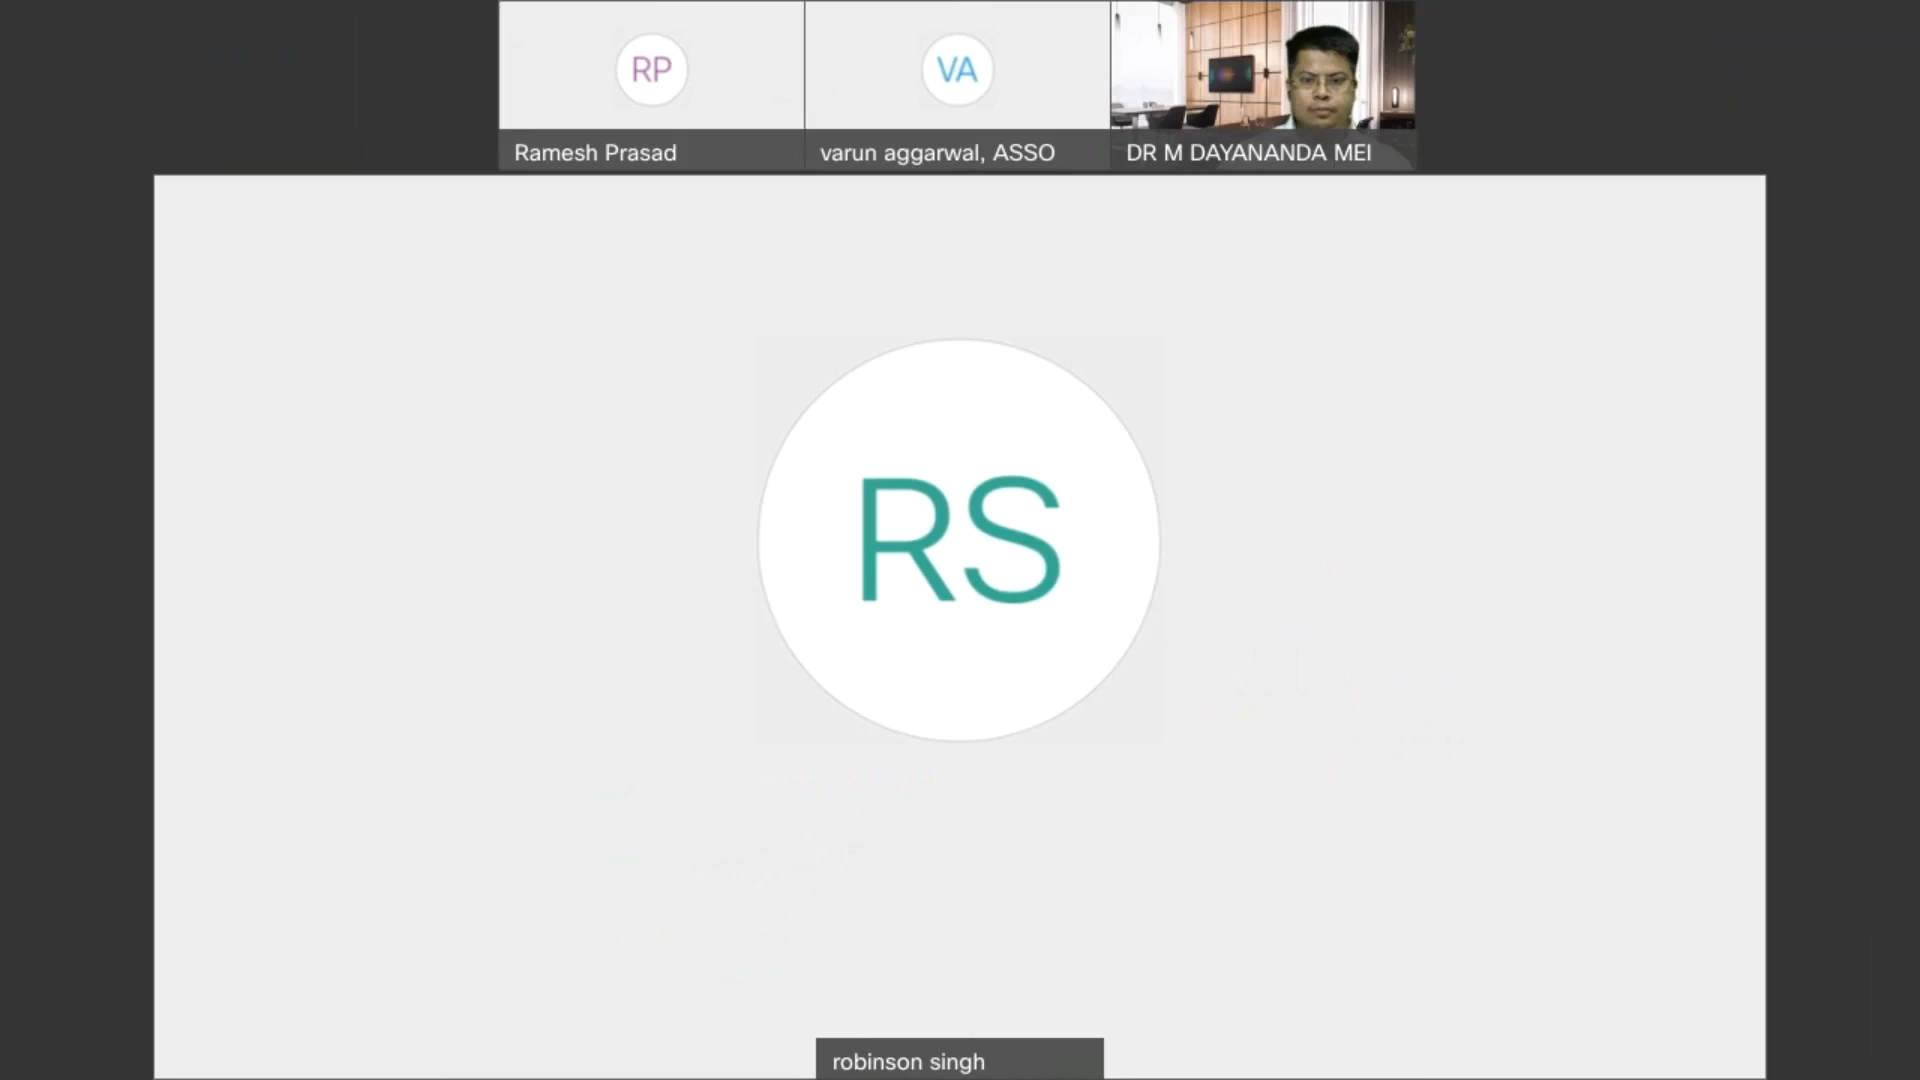 RP
VA
Ramesh Prasad
varun aggarwal, ASSO
DR M DAYANANDA MEI
RS
robinson singh